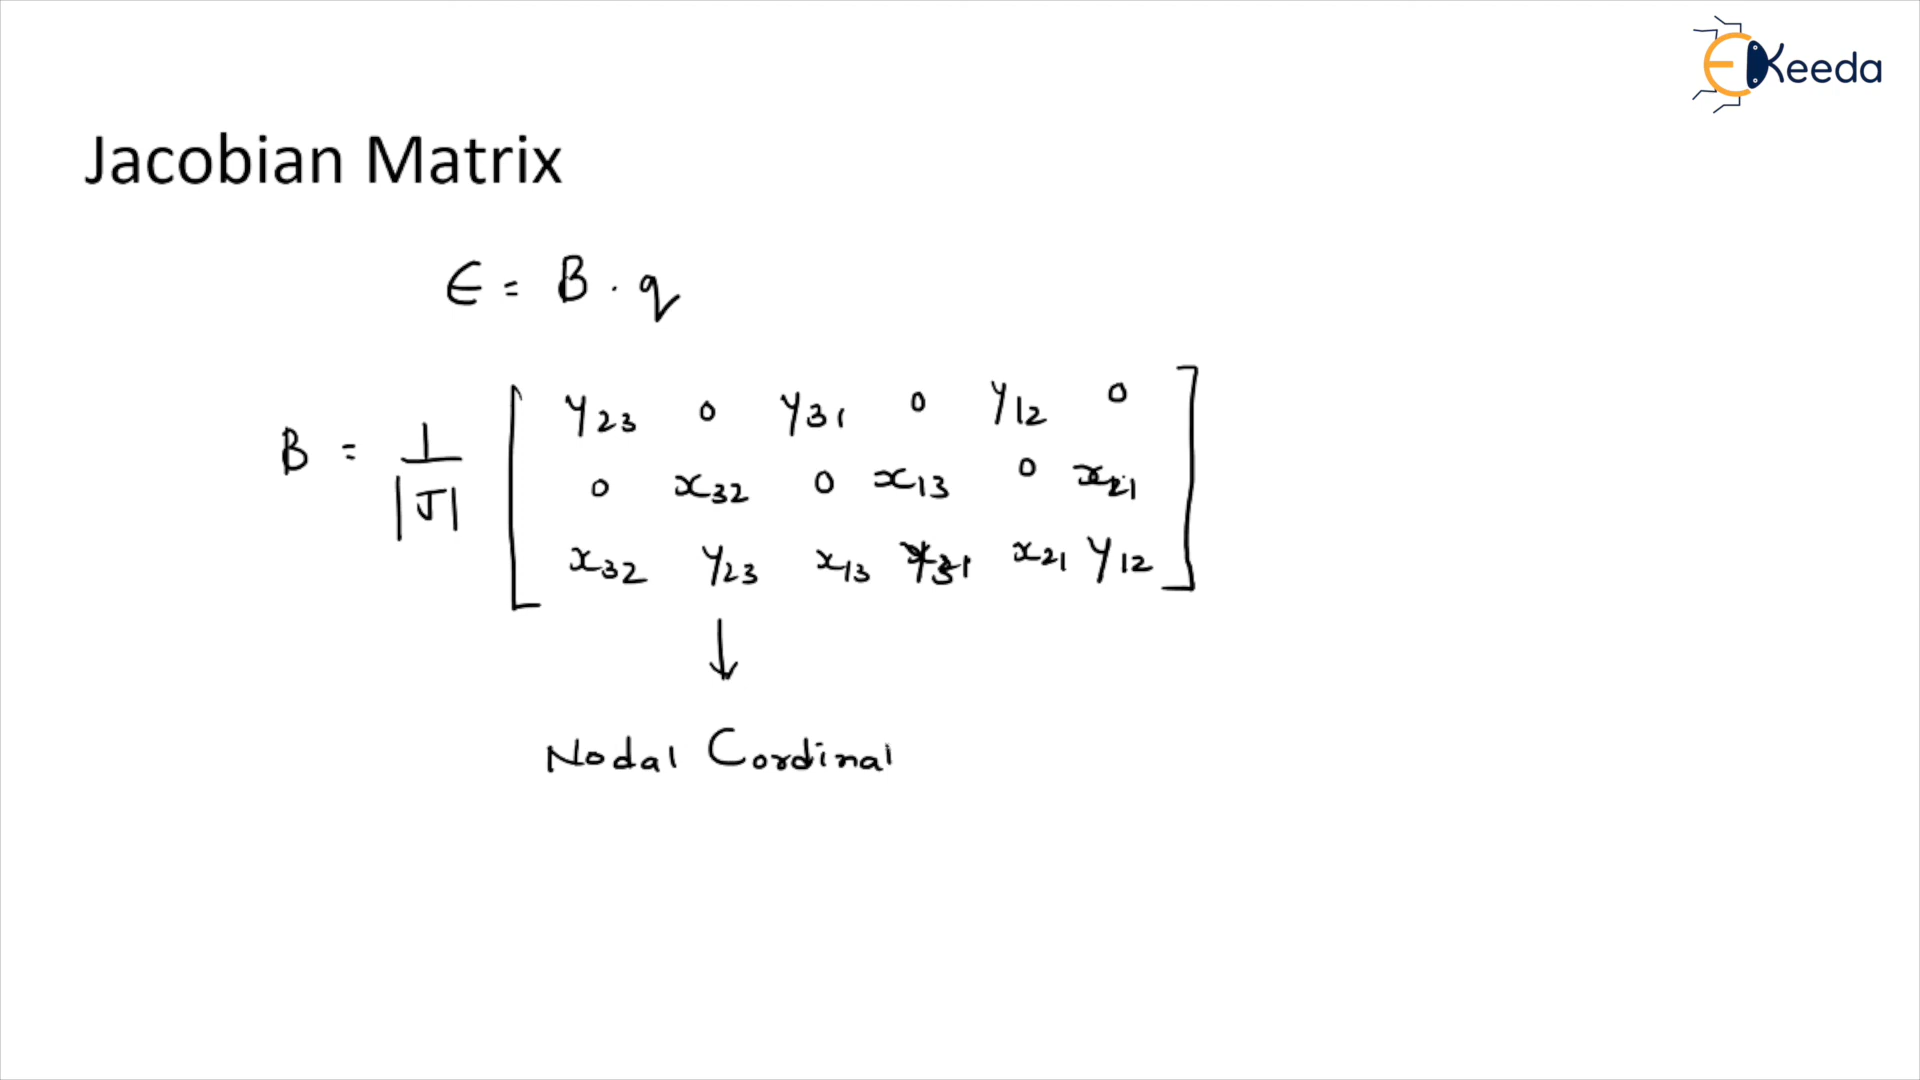 EKeeda
Jacobian Matrix
ϵ = B . q
B = 1/|J| [ y23 0 y31 0 y12 0
0 x32 0 x13 0 x21
x32 y23 x13 y31 x21 y12 ]
↓
Nodal Cordinal